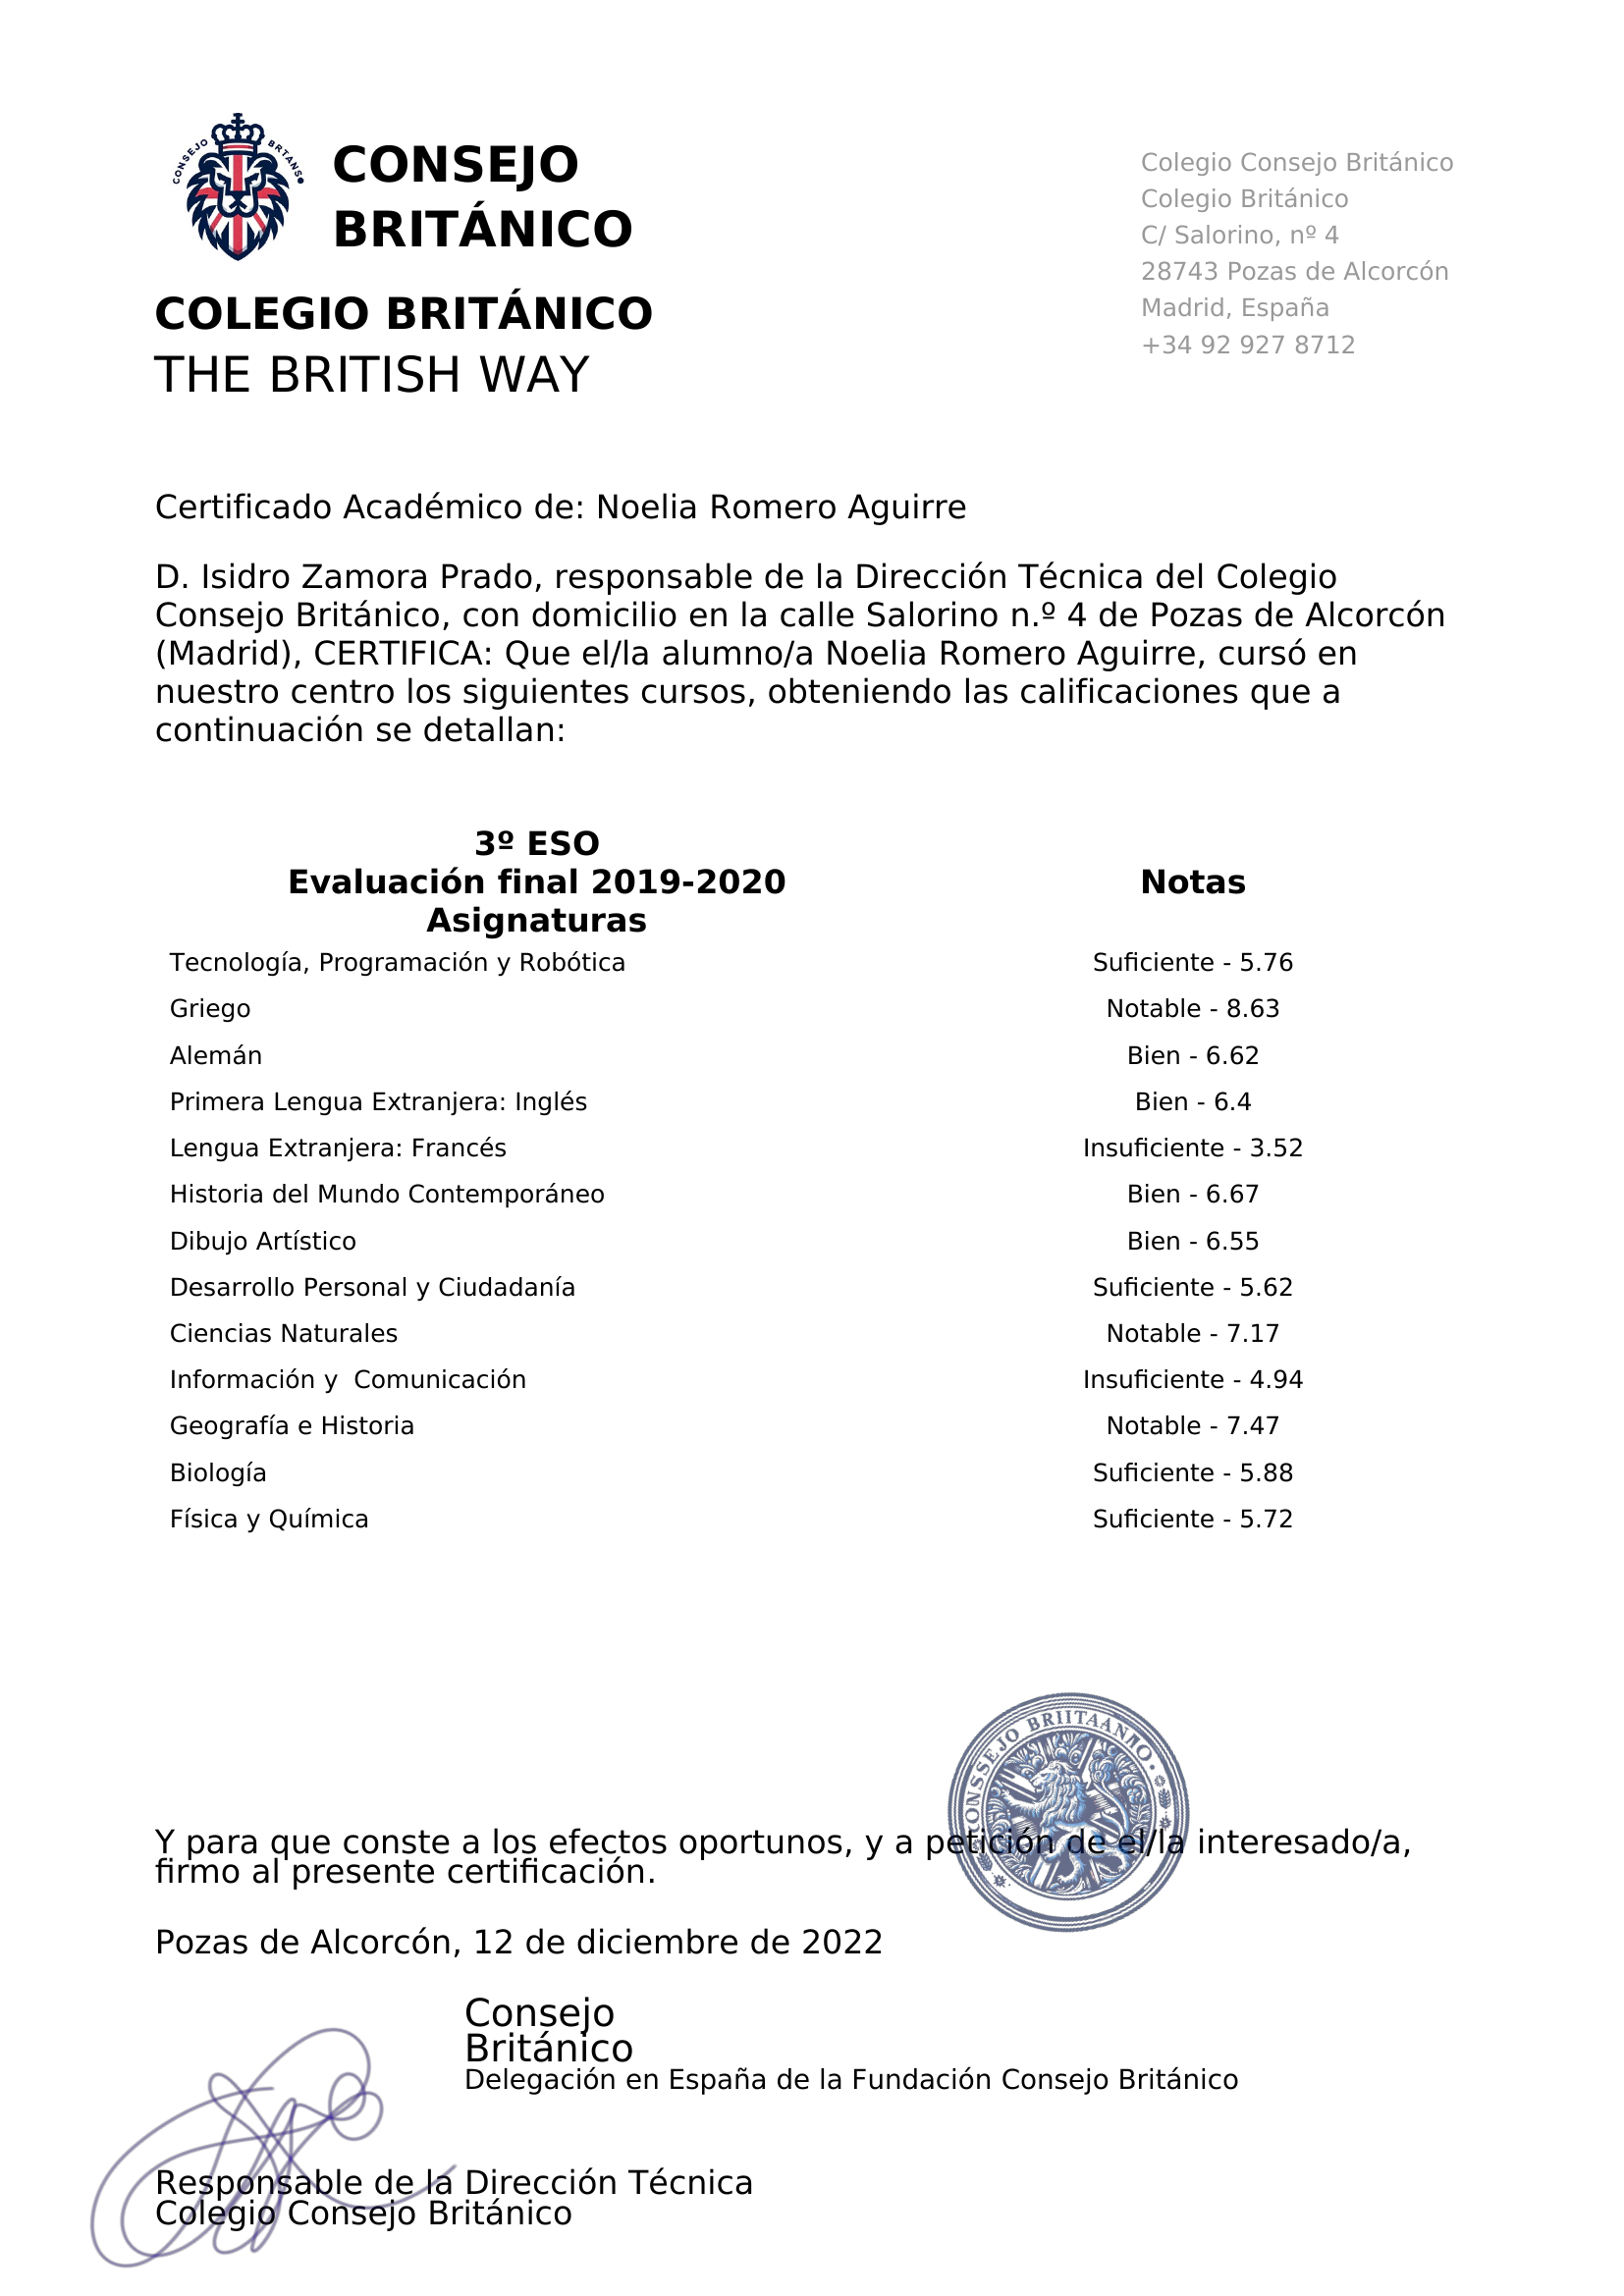 CONSEJO BRTANS
CONSEJO
BRITÁNICO
COLEGIO BRITÁNICO
THE BRITISH WAY
Colegio Consejo Británico
Colegio Británico
C/ Salorino, nº 4
28743 Pozas de Alcorcón
Madrid, España
+34 92 927 8712
Certificado Académico de: Noelia Romero Aguirre
D. Isidro Zamora Prado, responsable de la Dirección Técnica del Colegio
Consejo Británico, con domicilio en la calle Salorino n.º 4 de Pozas de Alcorcón
(Madrid), CERTIFICA: Que el/la alumno/a Noelia Romero Aguirre, cursó en
nuestro centro los siguientes cursos, obteniendo las calificaciones que a
continuación se detallan:
3º ESO
Evaluación final 2019-2020 Notas
Asignaturas
Tecnología, Programación y Robótica Suficiente - 5.76
Griego Notable - 8.63
Alemán Bien - 6.62
Primera Lengua Extranjera: Inglés Bien - 6.4
Lengua Extranjera: Francés Insuficiente - 3.52
Historia del Mundo Contemporáneo Bien - 6.67
Dibujo Artístico Bien - 6.55
Desarrollo Personal y Ciudadanía Suficiente - 5.62
Ciencias Naturales Notable - 7.17
Información y  Comunicación Insuficiente - 4.94
Geografía e Historia Notable - 7.47
Biología Suficiente - 5.88
Física y Química Suficiente - 5.72
CONSSEJO BRIITAANNO
Y para que conste a los efectos oportunos, y a petición de el/la interesado/a,
firmo al presente certificación.
Pozas de Alcorcón, 12 de diciembre de 2022
Consejo
Británico
Delegación en España de la Fundación Consejo Británico
Responsable de la Dirección Técnica
Colegio Consejo Británico